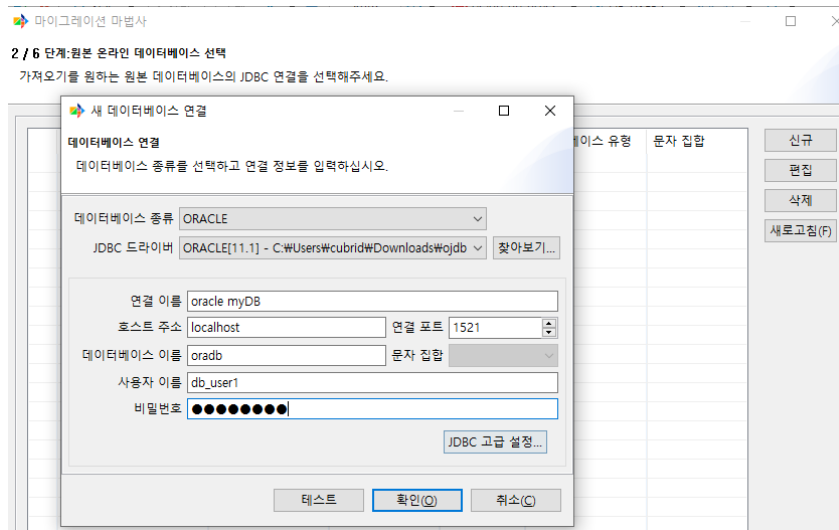 마이그레이션 마법사
2 / 6 단계:원본 온라인 데이터베이스 선택
가져오기를 원하는 원본 데이터베이스의 JDBC 연결을 선택해주세요.
새 데이터베이스 연결
데이터베이스 연결
데이터베이스 종류를 선택하고 연결 정보를 입력하십시오.
이스 유형 문자 집합
신규
편집
삭제
새로고침(F)
데이터베이스 종류 ORACLE
JDBC 드라이버 ORACLE[11.1] - C:₩Users₩cubrid₩Downloads₩ojdb 찾아보기...
연결 이름 oracle myDB
호스트 주소 localhost 연결 포트 1521
데이터베이스 이름 oradb 문자 집합
사용자 이름 db_user1
비밀번호 ●●●●●●●●
JDBC 고급 설정...
테스트 확인(O) 취소(C)